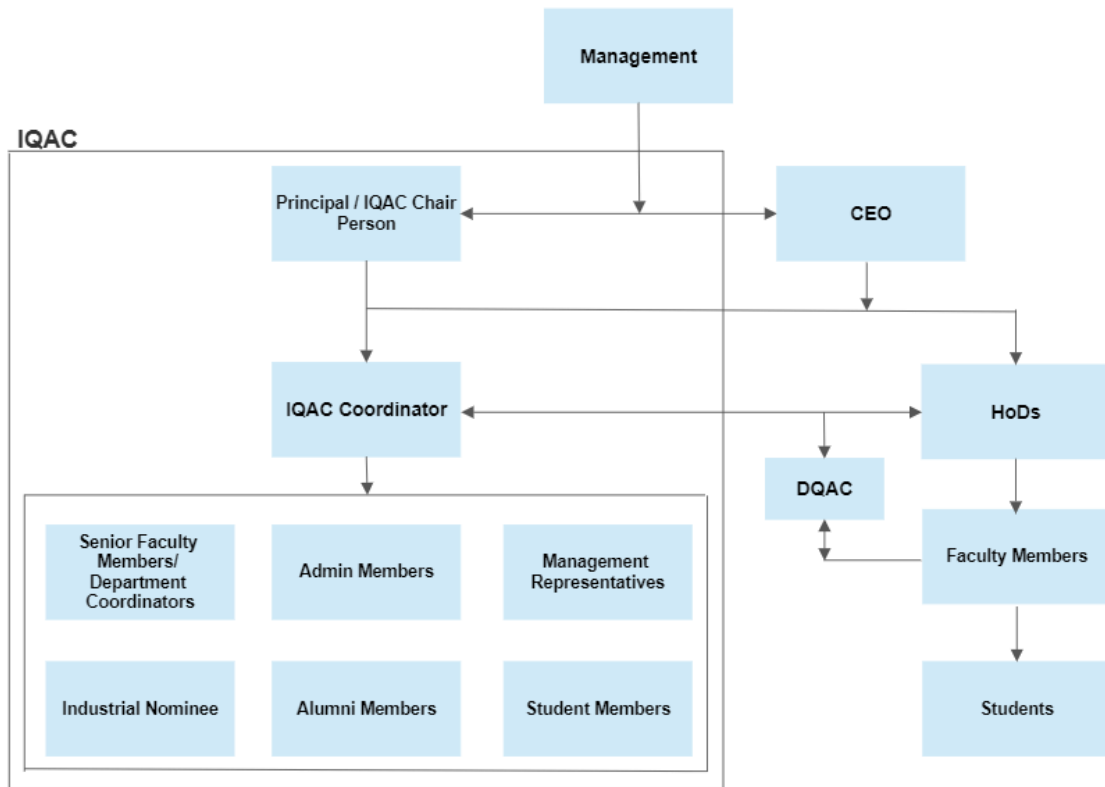 Management
IQAC
Principal / IQAC Chair
Person
CEO
IQAC Coordinator
HoDs
DQAC
Senior Faculty
Members/
Department
Coordinators
Admin Members
Management
Representatives
Faculty Members
Industrial Nominee
Alumni Members
Student Members
Students